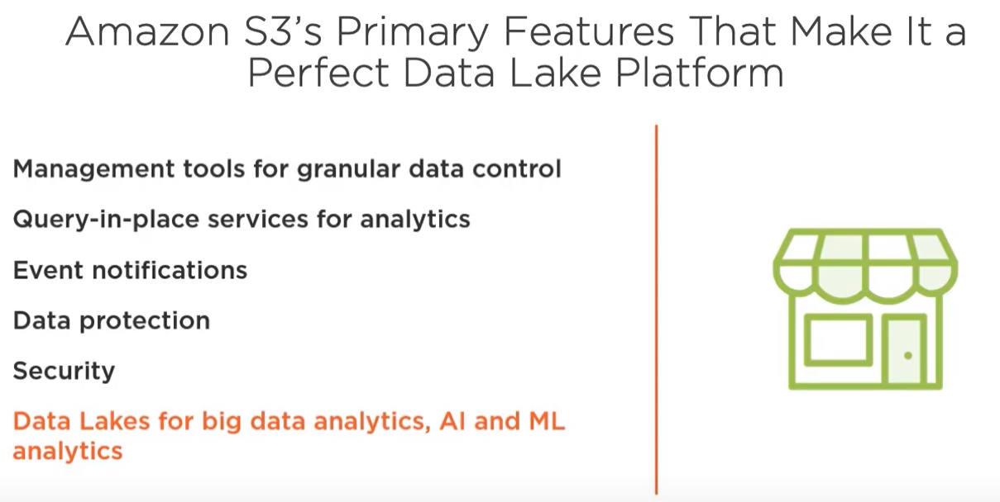 Amazon S3's Primary Features That Make It a
Perfect Data Lake Platform
Management tools for granular data control
Query-in-place services for analytics
Event notifications
Data protection
Security
Data Lakes for big data analytics, AI and ML
analytics